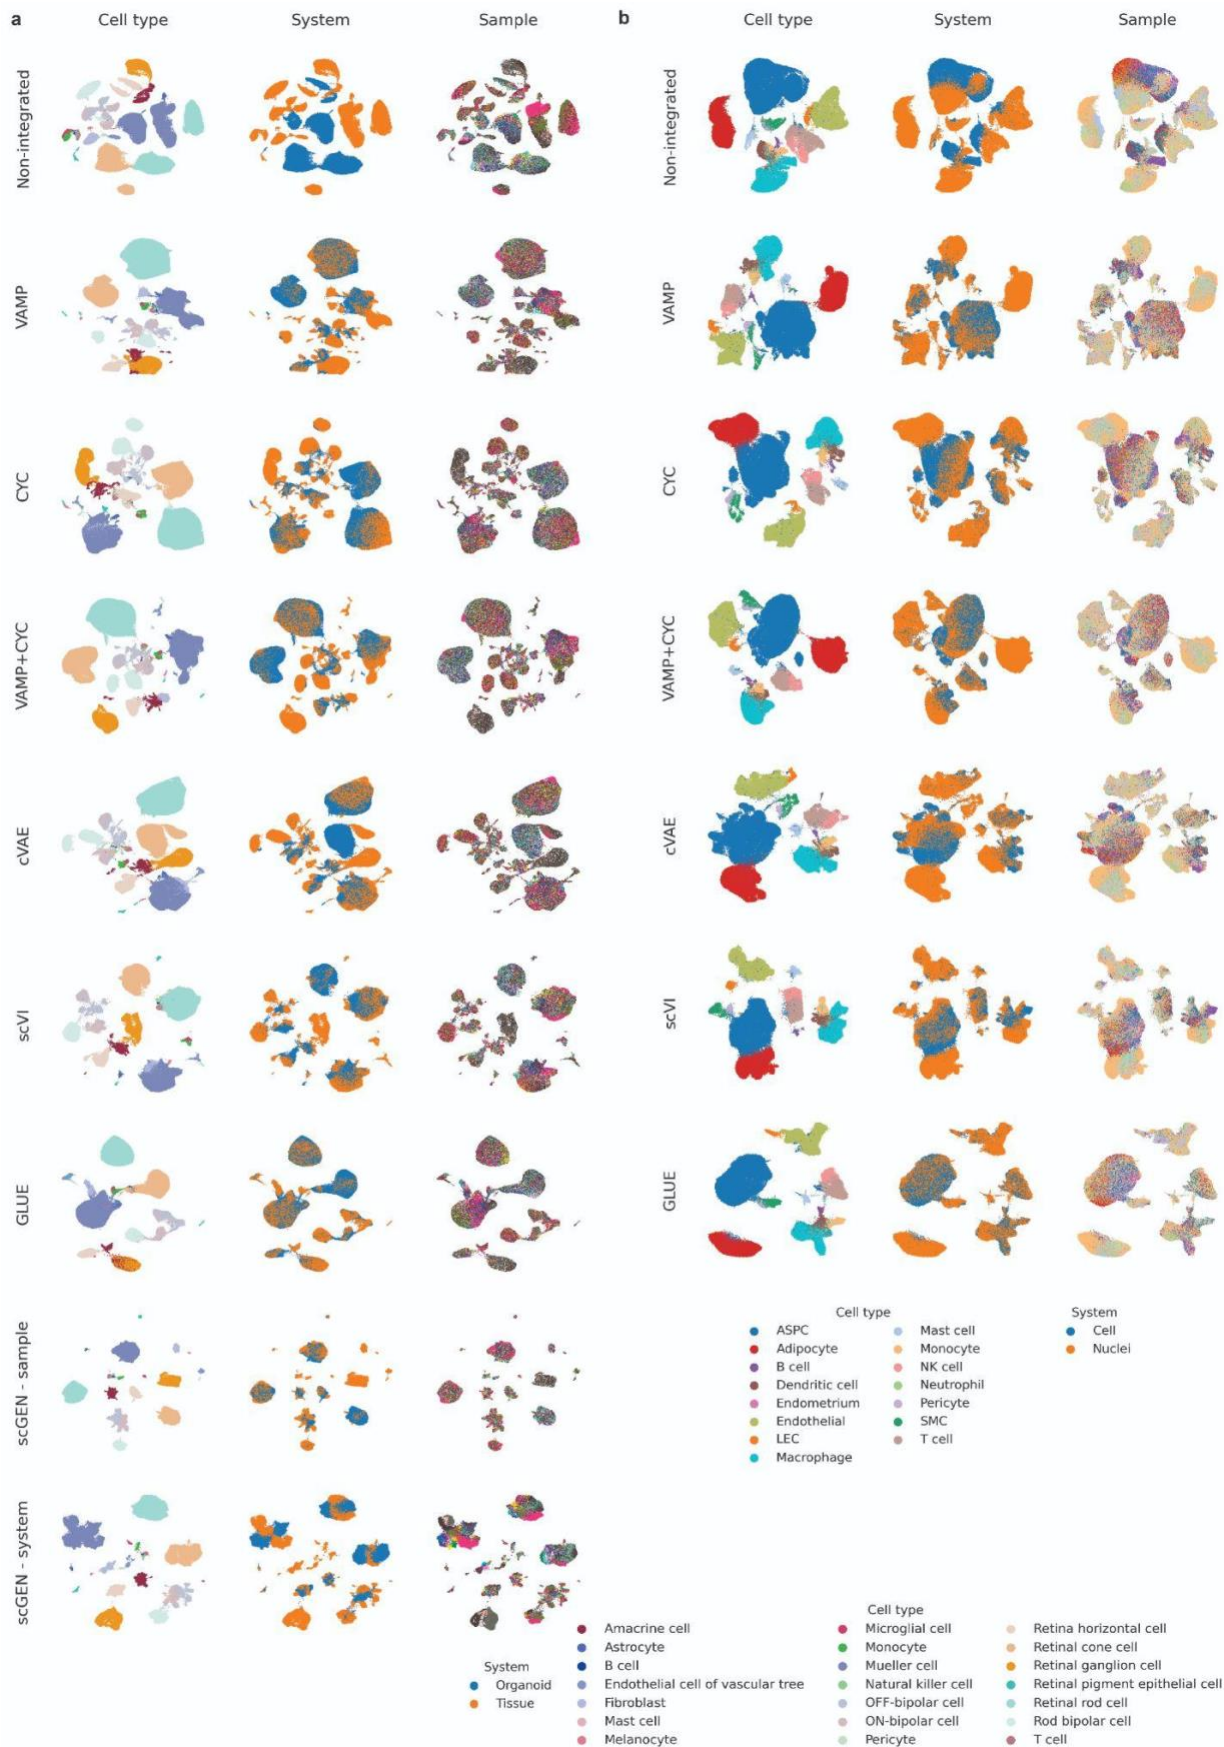 a Cell type System Sample b Cell type System Sample
Non-integrated Non-integrated
VAMP VAMP
CYC CYC
VAMP+CYC VAMP+CYC
cVAE cVAE
scVI scVI
GLUE GLUE
Cell type System
ASPC Mast cell Cell
Adipocyte Monocyte Nuclei
B cell NK cell
Dendritic cell Neutrophil
Endometrium Pericyte
Endothelial SMC
LEC T cell
Macrophage
scGEN - sample
scGEN - system
Cell type
Amacrine cell Microglial cell Retina horizontal cell
Astrocyte Monocyte Retinal cone cell
System B cell Mueller cell Retinal ganglion cell
Organoid Endothelial cell of vascular tree Natural killer cell Retinal pigment epithelial cell
Tissue Fibroblast OFF-bipolar cell Retinal rod cell
Mast cell ON-bipolar cell Rod bipolar cell
Melanocyte Pericyte T cell